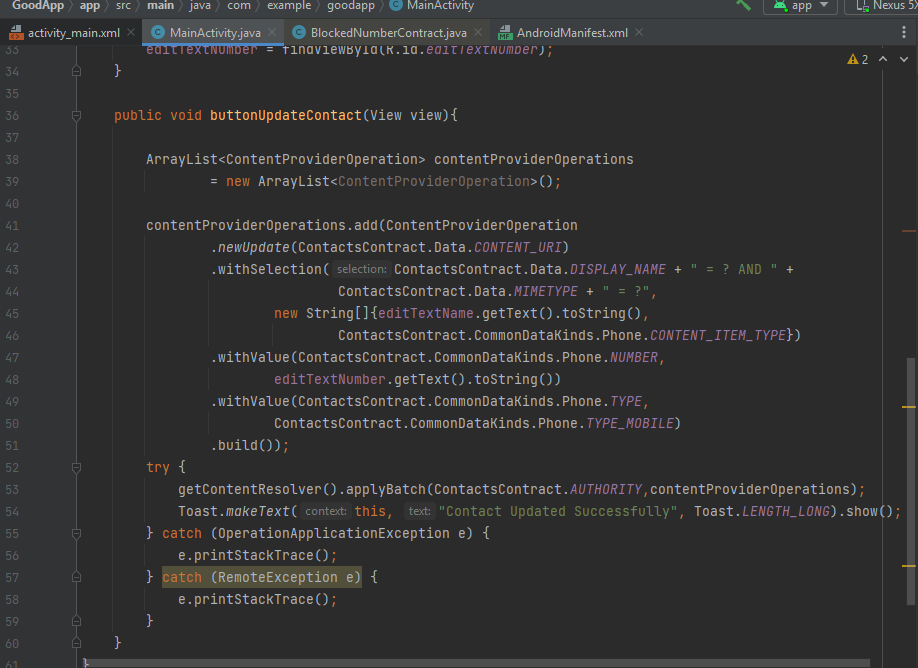 GoodApp › app › src › main › java › com › example › goodapp › MainActivity app Nexus 5X
activity_main.xml MainActivity.java BlockedNumberContract.java AndroidManifest.xml
33 editTextNumber = findViewById(R.id.editTextNumber);
2
34 }
35
36 public void buttonUpdateContact(View view){
37
38 ArrayList<ContentProviderOperation> contentProviderOperations
39 = new ArrayList<ContentProviderOperation>();
40
41 contentProviderOperations.add(ContentProviderOperation
42 .newUpdate(ContactsContract.Data.CONTENT_URI)
43 .withSelection( selection: ContactsContract.Data.DISPLAY_NAME + " = ? AND " +
44 ContactsContract.Data.MIMETYPE + " = ?",
45 new String[]{editTextName.getText().toString(),
46 ContactsContract.CommonDataKinds.Phone.CONTENT_ITEM_TYPE})
47 .withValue(ContactsContract.CommonDataKinds.Phone.NUMBER,
48 editTextNumber.getText().toString())
49 .withValue(ContactsContract.CommonDataKinds.Phone.TYPE,
50 ContactsContract.CommonDataKinds.Phone.TYPE_MOBILE)
51 .build());
52 try {
53 getContentResolver().applyBatch(ContactsContract.AUTHORITY,contentProviderOperations);
54 Toast.makeText( context: this, text: "Contact Updated Successfully", Toast.LENGTH_LONG).show();
55 } catch (OperationApplicationException e) {
56 e.printStackTrace();
57 } catch (RemoteException e) {
58 e.printStackTrace();
59 }
60 }
61 }